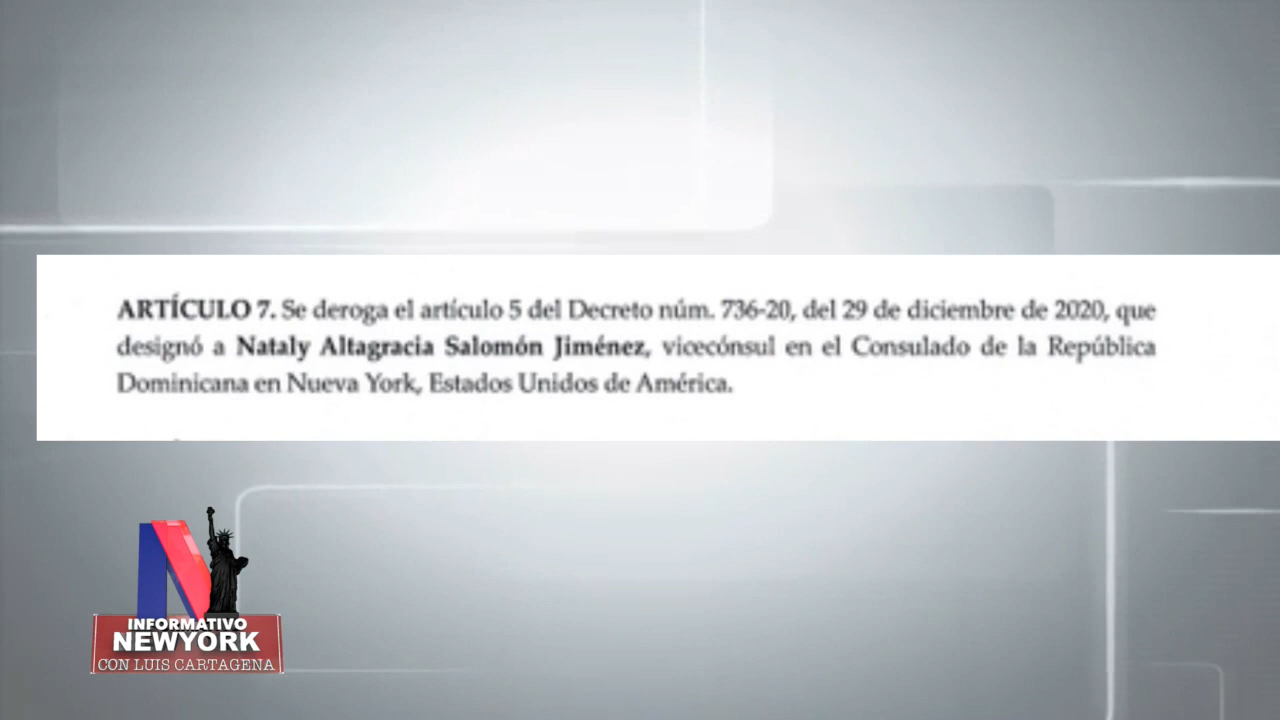 ARTÍCULO 7. Se deroga el artículo 5 del Decreto núm. 736-20, del 29 de diciembre de 2020, que
designó a Nataly Altagracia Salomón Jiménez, vicecónsul en el Consulado de la República
Dominicana en Nueva York, Estados Unidos de América.
INFORMATIVO
NEWYORK
CON LUIS CARTAGENA